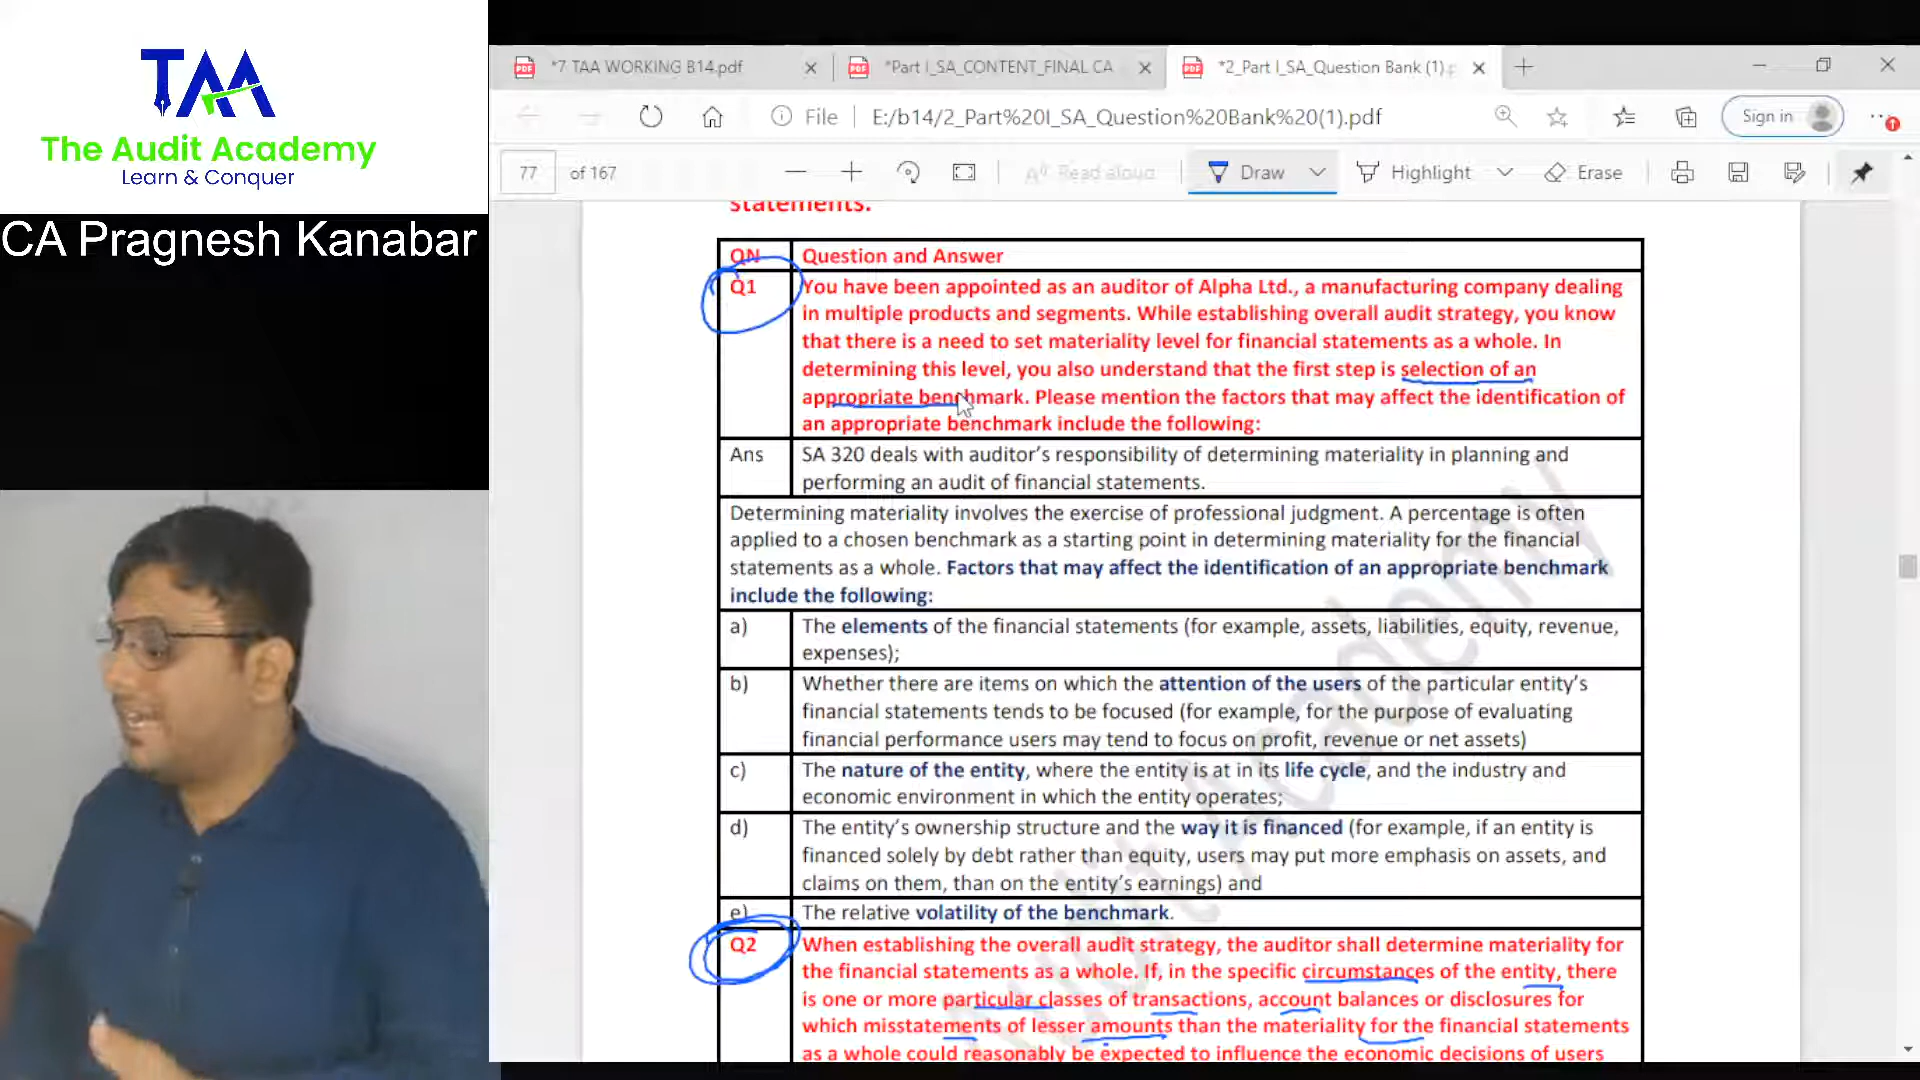 TAA
The Audit Academy
Learn & Conquer
CA Pragnesh Kanabar
*7 TAA WORKING B14.pdf
*Part I_SA_CONTENT_FINAL CA
*2_Part I_SA_Question Bank (1).p
File
E:/b14/2_Part%20I_SA_Question%20Bank%20(1).pdf
Sign in
77 of 167
Read aloud
Draw
Highlight
Erase
statements.
QN Question and Answer
Q1 You have been appointed as an auditor of Alpha Ltd., a manufacturing company dealing
in multiple products and segments. While establishing overall audit strategy, you know
that there is a need to set materiality level for financial statements as a whole. In
determining this level, you also understand that the first step is selection of an
appropriate benchmark. Please mention the factors that may affect the identification of
an appropriate benchmark include the following:
Ans SA 320 deals with auditor's responsibility of determining materiality in planning and
performing an audit of financial statements.
Determining materiality involves the exercise of professional judgment. A percentage is often
applied to a chosen benchmark as a starting point in determining materiality for the financial
statements as a whole. Factors that may affect the identification of an appropriate benchmark
include the following:
a) The elements of the financial statements (for example, assets, liabilities, equity, revenue,
expenses);
b) Whether there are items on which the attention of the users of the particular entity's
financial statements tends to be focused (for example, for the purpose of evaluating
financial performance users may tend to focus on profit, revenue or net assets)
c) The nature of the entity, where the entity is at in its life cycle, and the industry and
economic environment in which the entity operates;
d) The entity's ownership structure and the way it is financed (for example, if an entity is
financed solely by debt rather than equity, users may put more emphasis on assets, and
claims on them, than on the entity's earnings) and
e) The relative volatility of the benchmark.
Q2 When establishing the overall audit strategy, the auditor shall determine materiality for
the financial statements as a whole. If, in the specific circumstances of the entity, there
is one or more particular classes of transactions, account balances or disclosures for
which misstatements of lesser amounts than the materiality for the financial statements
as a whole could reasonably be expected to influence the economic decisions of users
Audit Academy